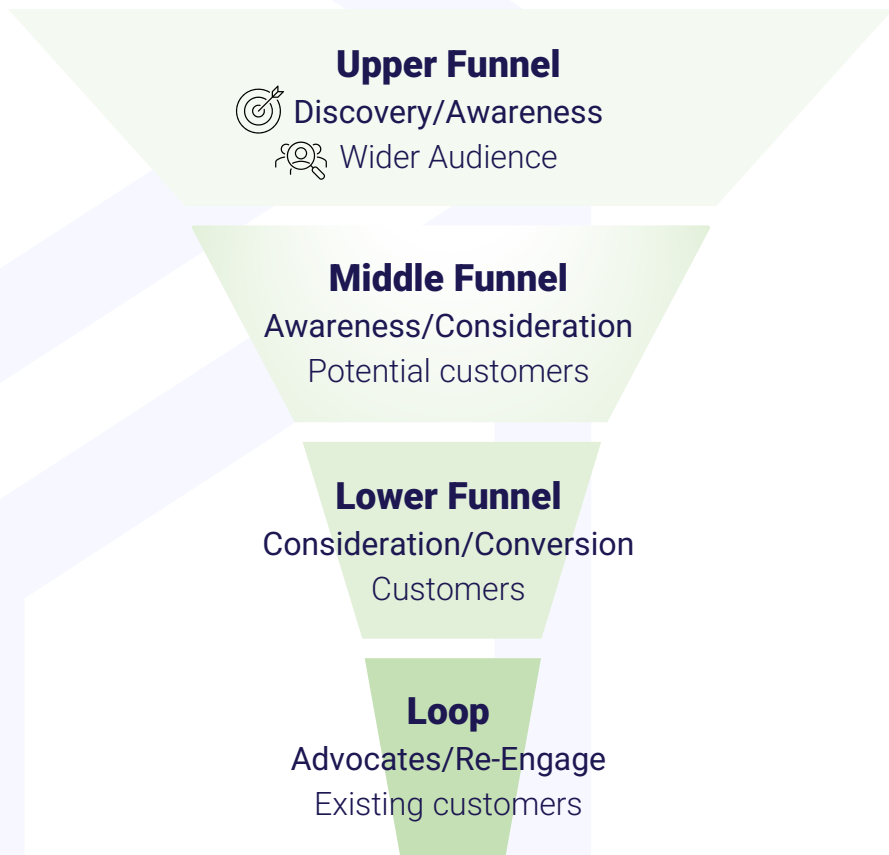 Upper Funnel
Discovery/Awareness
Wider Audience
Middle Funnel
Awareness/Consideration
Potential customers
Lower Funnel
Consideration/Conversion
Customers
Loop
Advocates/Re-Engage
Existing customers